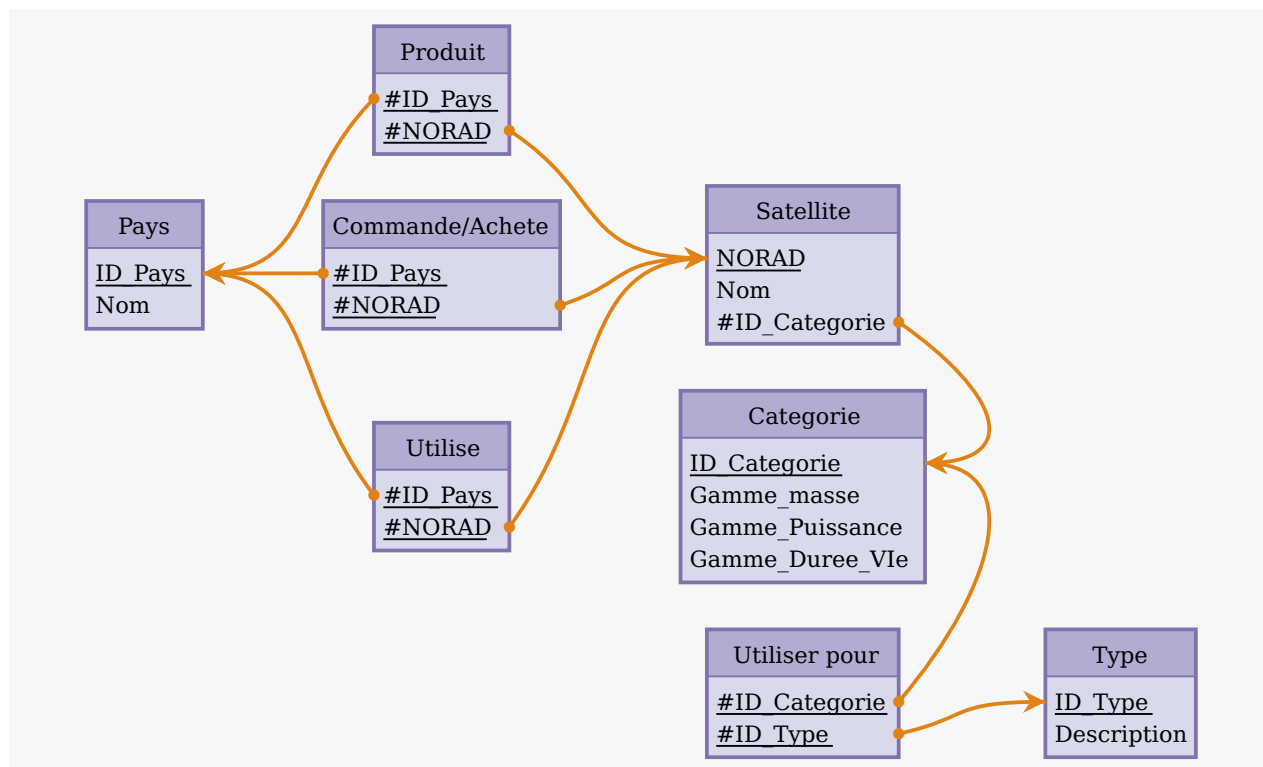 Produit
#ID_Pays
#NORAD
Pays
ID_Pays
Nom
Commande/Achete
#ID_Pays
#NORAD
Satellite
NORAD
Nom
#ID_Categorie
Utilise
#ID_Pays
#NORAD
Categorie
ID_Categorie
Gamme_masse
Gamme_Puissance
Gamme_Duree_VIe
Utiliser pour
#ID_Categorie
#ID_Type
Type
ID_Type
Description